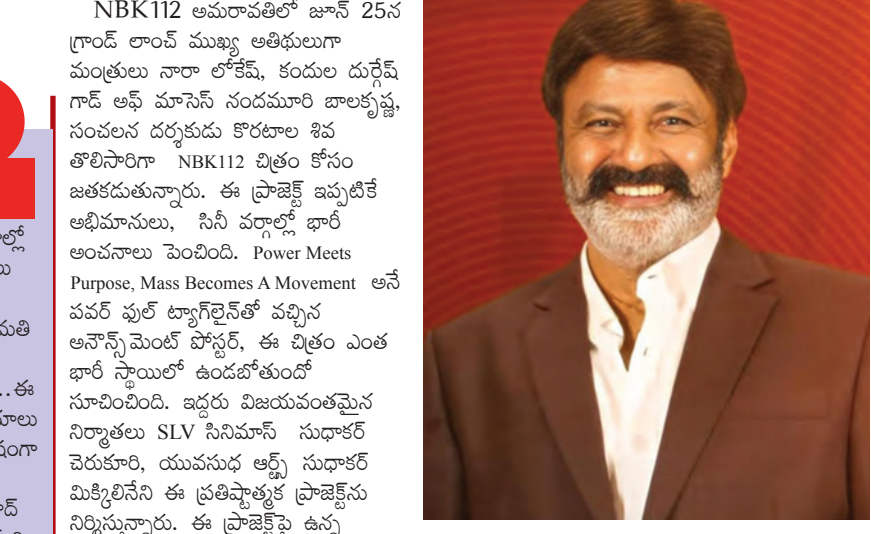 NBK112 అమరావతిలో జూన్ 25న
గ్రాండ్ లాంచ్ ముఖ్య అతిథులుగా
మంత్రులు నారా లోకేష్, కందుల దుర్గేష్
గాడ్ అఫ్ మాసెస్ నందమూరి బాలకృష్ణ,
సంచలన దర్శకుడు కొరటాల శివ
తొలిసారిగా NBK112 చిత్రం కోసం
జతకడుతున్నారు. ఈ ప్రాజెక్ట్ ఇప్పటికే
అభిమానులు, సినీ వర్గాల్లో భారీ
అంచనాలు పెంచింది. Power Meets
Purpose, Mass Becomes A Movement అనే
పవర్ ఫుల్ ట్యాగ్‌లైన్‌తో వచ్చిన
అనౌన్స్‌మెంట్ పోస్టర్, ఈ చిత్రం ఎంత
భారీ స్థాయిలో ఉండబోతుందో
సూచించింది. ఇద్దరు విజయవంతమైన
నిర్మాతలు SLV సినిమాస్ సుధాకర్
చెరుకూరి, యువసుధ ఆర్ట్స్ సుధాకర్
మిక్కిలినేని ఈ ప్రతిష్టాత్మక ప్రాజెక్ట్‌ను
నిర్మిస్తున్నారు. ఈ ప్రాజెక్ట్‌పై ఉన్న